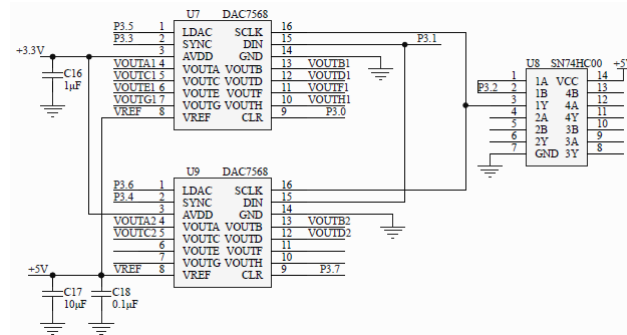 U7 DAC7568
P3.5 1 LDAC SCLK 16
P3.3 2 SYNC DIN 15 P3.1
+3.3V 3 AVDD GND 14
VOUTA1 4 VOUTA VOUTB 13 VOUTB1
VOUTC1 5 VOUTC VOUTD 12 VOUTD1
VOUTE1 6 VOUTE VOUTF 11 VOUTF1
VOUTG1 7 VOUTG VOUTH 10 VOUTH1
VREF 8 VREF CLR 9 P3.0
C16
1μF
U8 SN74HC00
+5V
1 1A VCC 14
P3.2 2 1B 4B 13
3 1Y 4A 12
4 2A 4Y 11
5 2B 3B 10
6 2Y 3A 9
7 GND 3Y 8
U9 DAC7568
P3.6 1 LDAC SCLK 16
P3.4 2 SYNC DIN 15
3 AVDD GND 14
VOUTA2 4 VOUTA VOUTB 13 VOUTB2
VOUTC2 5 VOUTC VOUTD 12 VOUTD2
6 VOUTE VOUTF 11
7 VOUTG VOUTH 10
+5V VREF 8 VREF CLR 9 P3.7
C17 C18
10μF 0.1μF